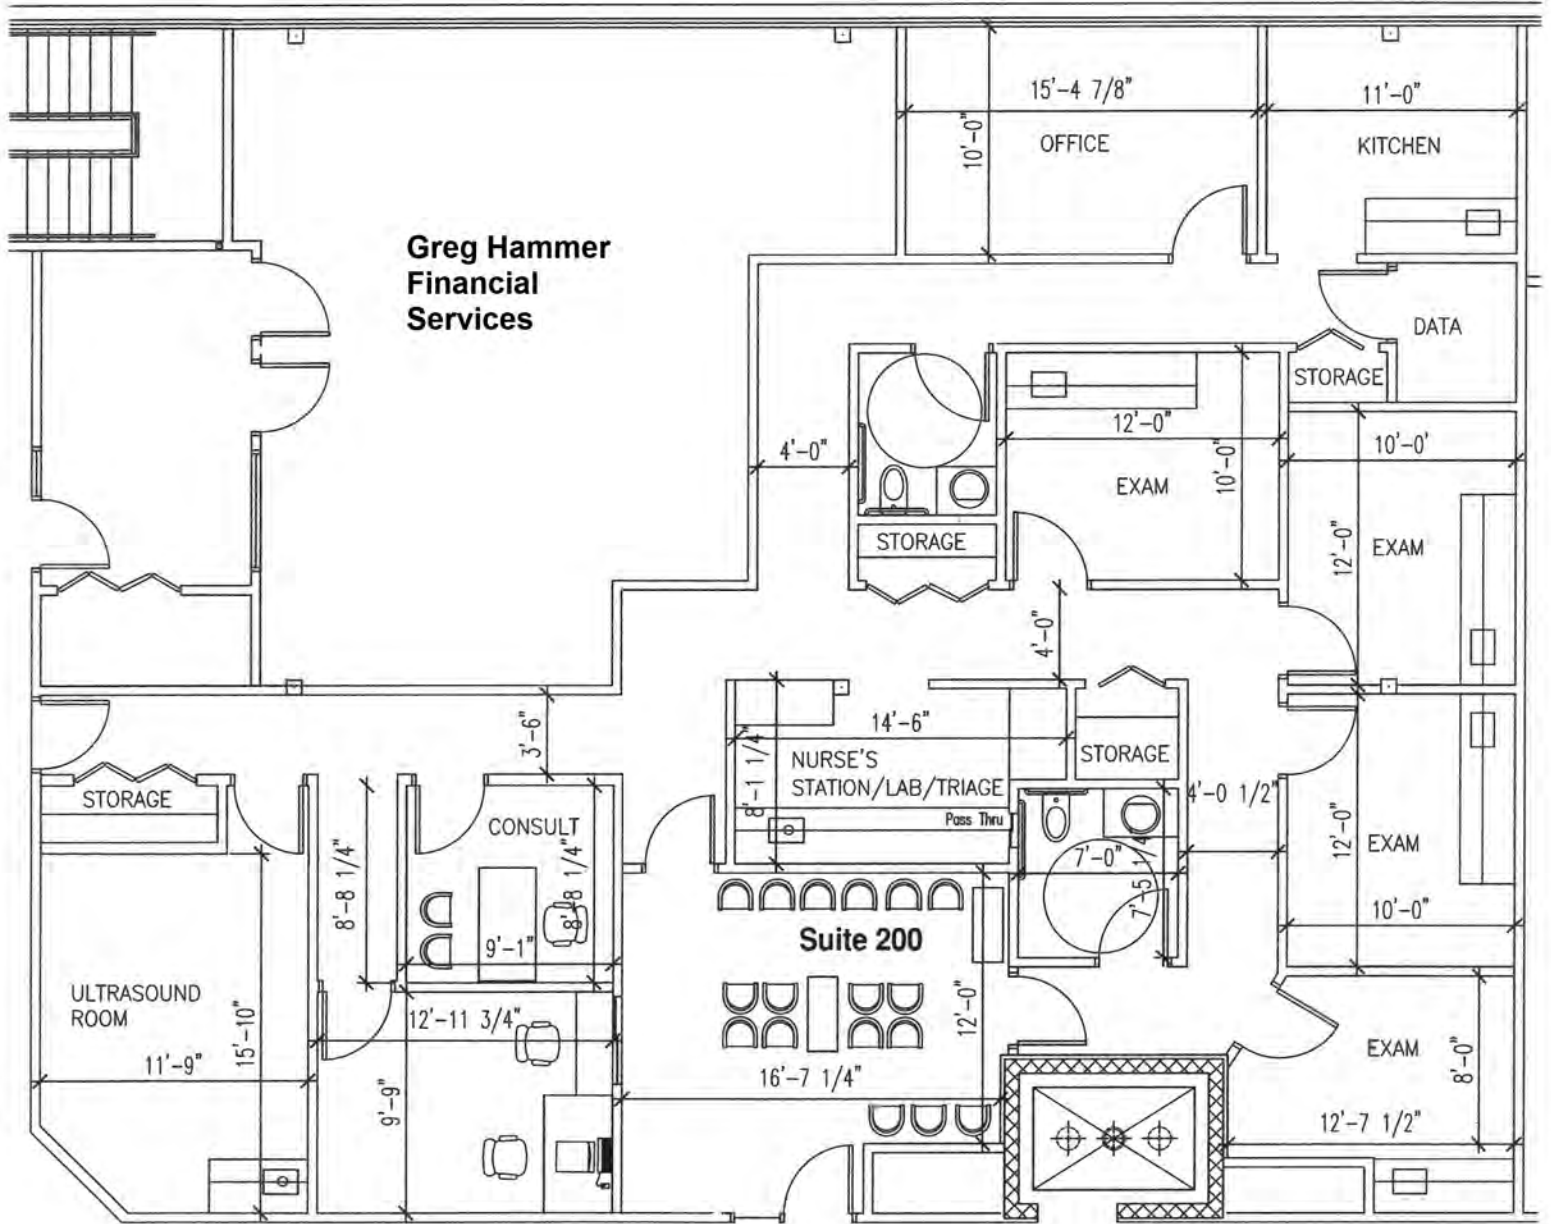 15'-4 7/8"
11'-0"
10'-0"
OFFICE
KITCHEN
Greg Hammer
Financial
Services
DATA
STORAGE
12'-0"
4'-0"
10'-0"
10'-0'
EXAM
STORAGE
12'-0"
EXAM
4'-0"
3'-6"
14'-6"
8'-1 1/4"
NURSE'S
STATION/LAB/TRIAGE
STORAGE
Pass Thru
4'-0 1/2"
STORAGE
CONSULT
8'-8 1/4"
8'-8 1/4"
7'-0"
7'-5 1/4"
12'-0"
EXAM
10'-0"
9'-1"
Suite 200
ULTRASOUND
ROOM
15'-10"
12'-11 3/4"
12'-0"
11'-9"
9'-9"
16'-7 1/4"
EXAM
8'-0"
12'-7 1/2"